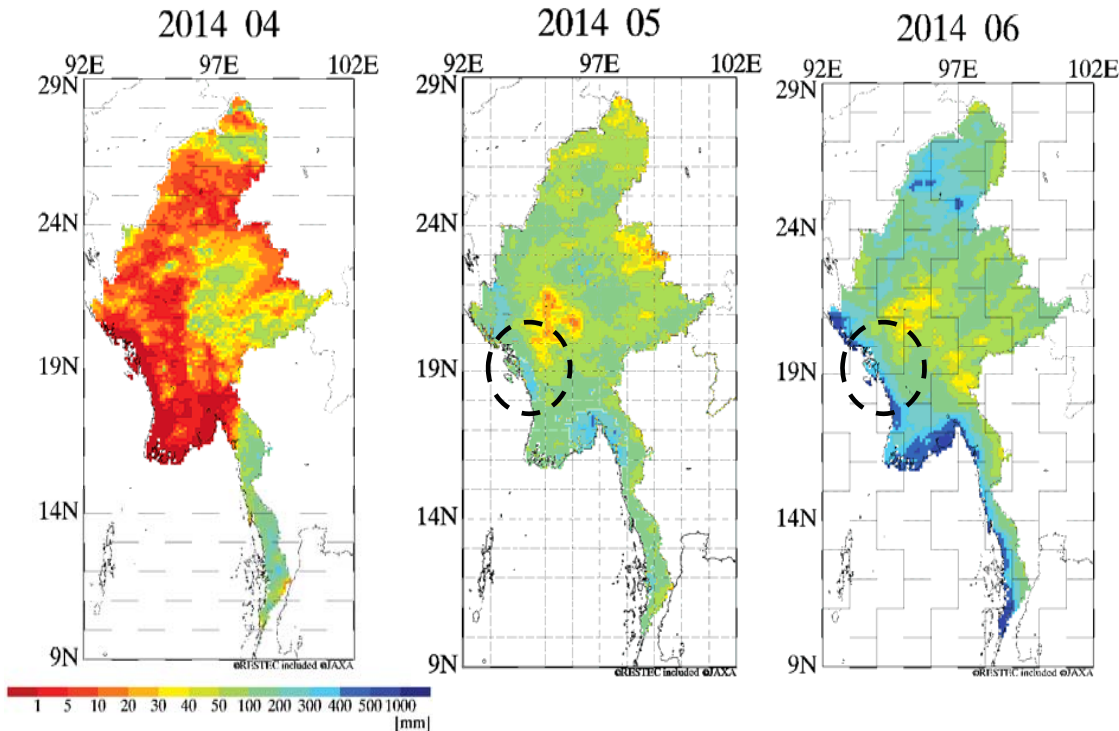 2014 04
92E 97E 102E
29N
24N
19N
14N
9N
©RESTEC included @JAXA
2014 05
92E 97E 102E
29N
24N
19N
14N
9N
©RESTEC included @JAXA
2014 06
92E 97E 102E
29N
24N
19N
14N
9N
©RESTEC included @JAXA
1 5 10 20 30 40 50 100 200 300 400 500 1000
[mm]